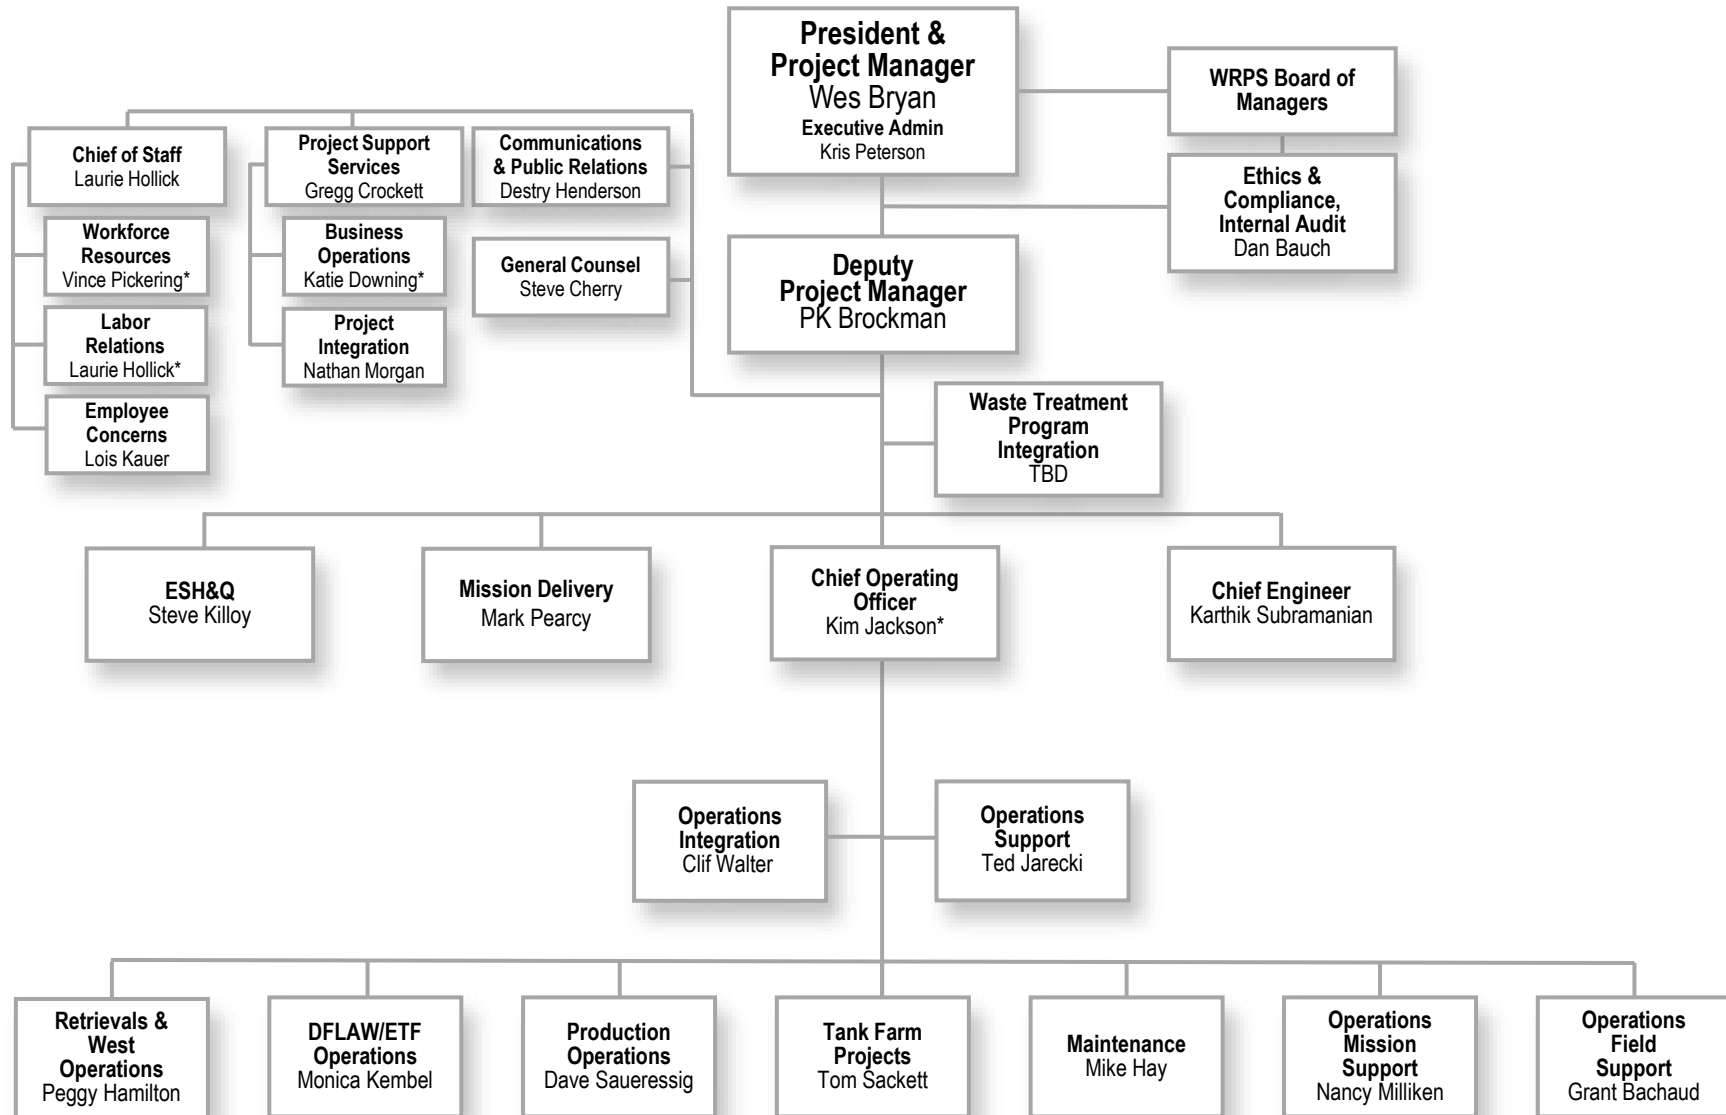 President &
Project Manager
Wes Bryan
Executive Admin
Kris Peterson
WRPS Board of
Managers
Chief of Staff
Laurie Hollick
Project Support
Services
Gregg Crockett
Communications
& Public Relations
Destry Henderson
Ethics &
Compliance,
Internal Audit
Dan Bauch
Workforce
Resources
Vince Pickering*
Business
Operations
Katie Downing*
General Counsel
Steve Cherry
Deputy
Project Manager
PK Brockman
Labor
Relations
Laurie Hollick*
Project
Integration
Nathan Morgan
Employee
Concerns
Lois Kauer
Waste Treatment
Program
Integration
TBD
ESH&Q
Steve Killoy
Mission Delivery
Mark Pearcy
Chief Operating
Officer
Kim Jackson*
Chief Engineer
Karthik Subramanian
Operations
Integration
Clif Walter
Operations
Support
Ted Jarecki
Retrievals &
West
Operations
Peggy Hamilton
DFLAW/ETF
Operations
Monica Kembel
Production
Operations
Dave Saueressig
Tank Farm
Projects
Tom Sackett
Maintenance
Mike Hay
Operations
Mission
Support
Nancy Milliken
Operations
Field
Support
Grant Bachaud